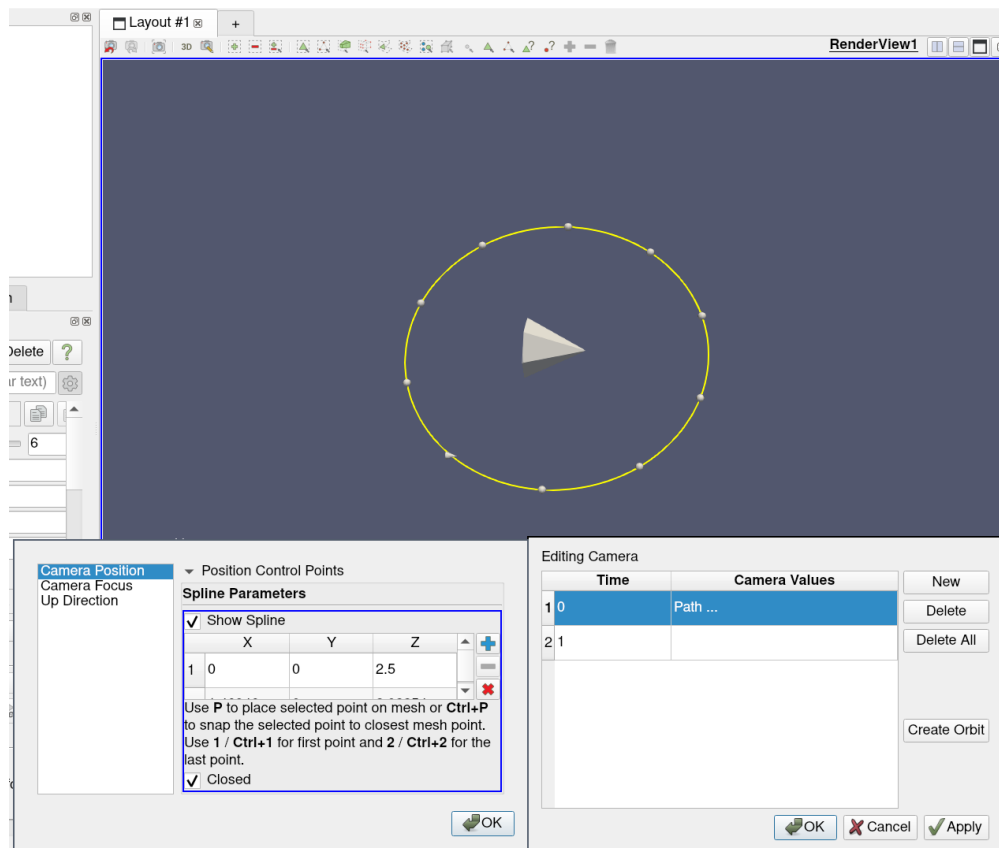 Layout #1
+
3D
RenderView1
Delete
ar text)
6
Camera Position
Camera Focus
Up Direction
Position Control Points
Spline Parameters
Show Spline
X Y Z
1 0 0 2.5
Use P to place selected point on mesh or Ctrl+P
to snap the selected point to closest mesh point.
Use 1 / Ctrl+1 for first point and 2 / Ctrl+2 for the
last point.
Closed
OK
Editing Camera
Time Camera Values
1 0 Path ...
2 1
New
Delete
Delete All
Create Orbit
OK Cancel Apply